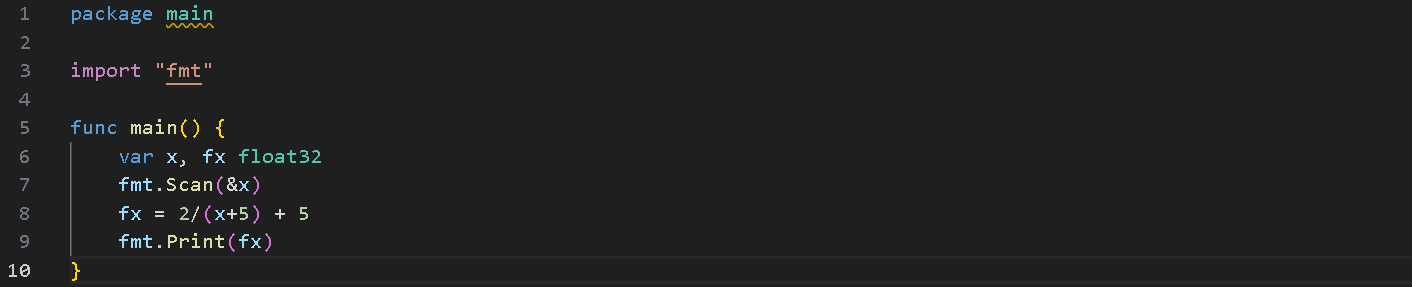 1 package main
2
3 import "fmt"
4
5 func main() {
6     var x, fx float32
7     fmt.Scan(&x)
8     fx = 2/(x+5) + 5
9     fmt.Print(fx)
10 }